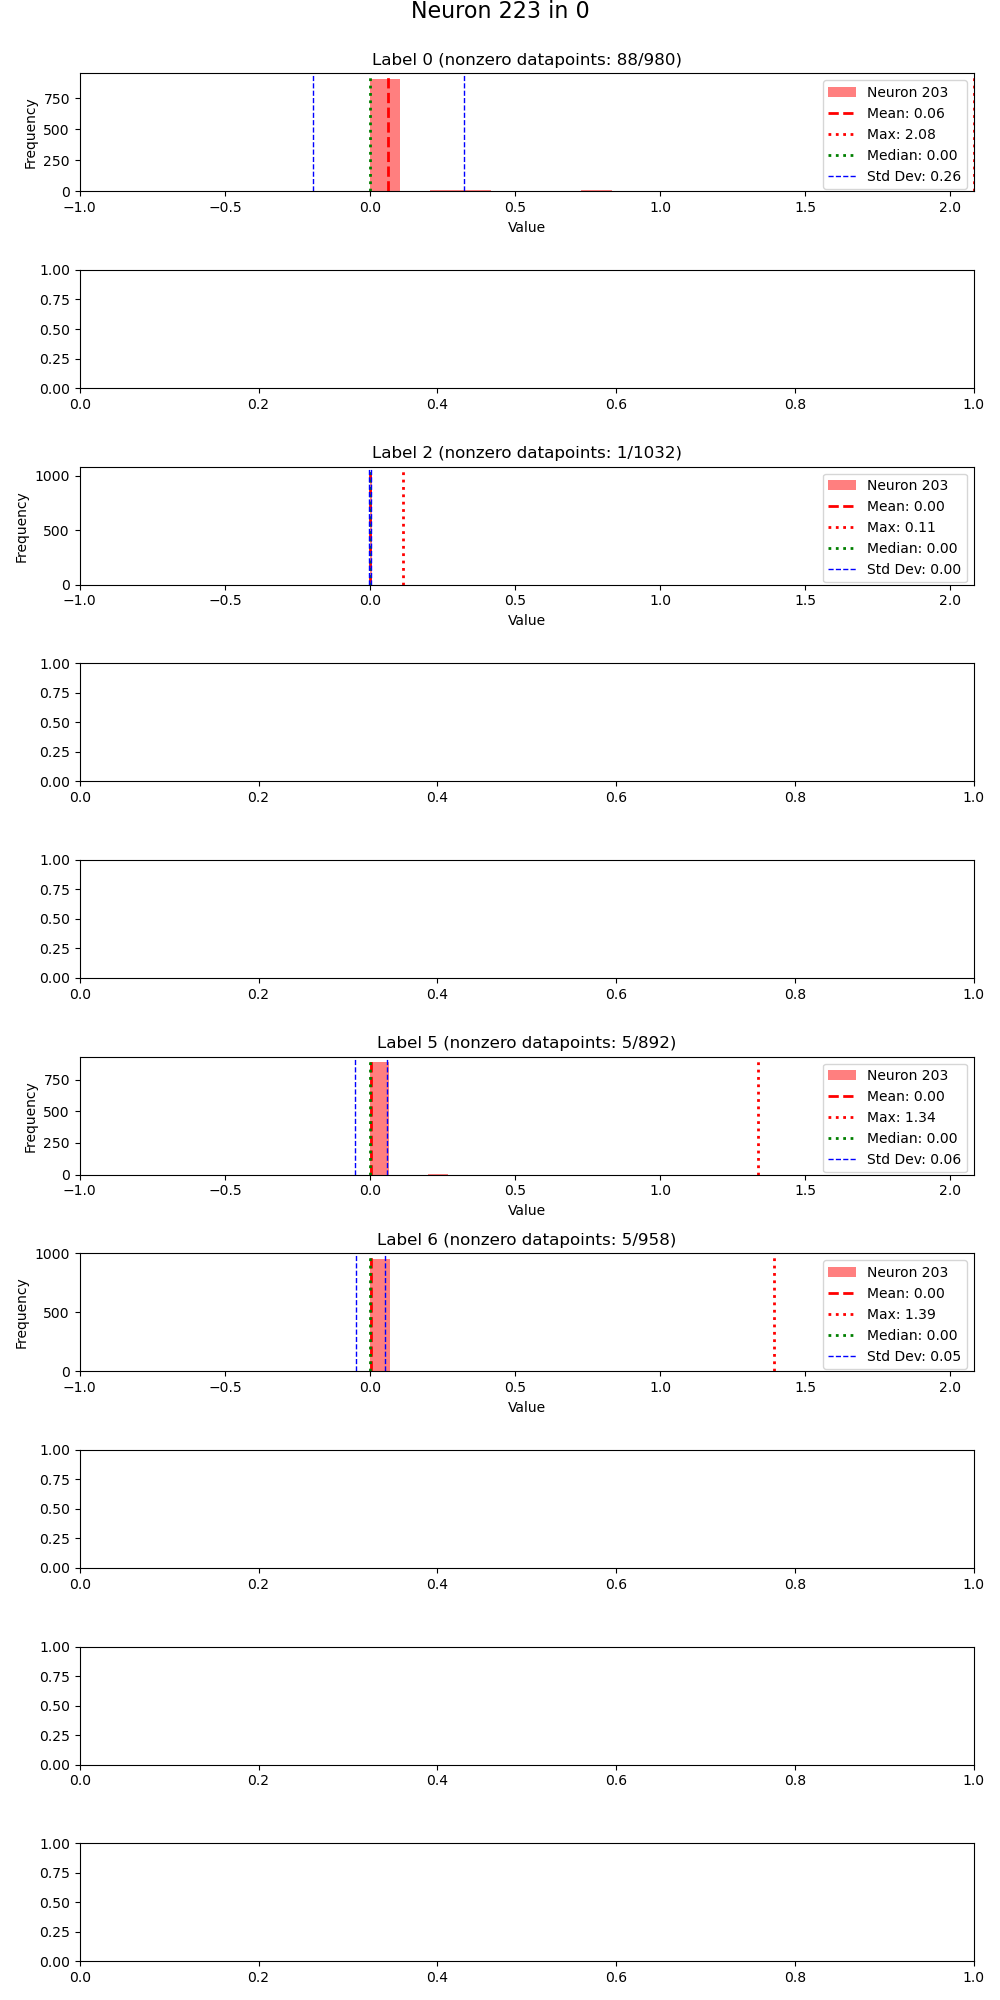 Neuron 223 in 0
Label 0 (nonzero datapoints: 88/980)
Frequency
750
500
250
0
Neuron 203
Mean: 0.06
Max: 2.08
Median: 0.00
Std Dev: 0.26
−1.0 −0.5 0.0 0.5 1.0 1.5 2.0
Value
1.00
0.75
0.50
0.25
0.00
0.0 0.2 0.4 0.6 0.8 1.0
Label 2 (nonzero datapoints: 1/1032)
Frequency
1000
500
0
Neuron 203
Mean: 0.00
Max: 0.11
Median: 0.00
Std Dev: 0.00
−1.0 −0.5 0.0 0.5 1.0 1.5 2.0
Value
1.00
0.75
0.50
0.25
0.00
0.0 0.2 0.4 0.6 0.8 1.0
1.00
0.75
0.50
0.25
0.00
0.0 0.2 0.4 0.6 0.8 1.0
Label 5 (nonzero datapoints: 5/892)
Frequency
750
500
250
0
Neuron 203
Mean: 0.00
Max: 1.34
Median: 0.00
Std Dev: 0.06
−1.0 −0.5 0.0 0.5 1.0 1.5 2.0
Value
Label 6 (nonzero datapoints: 5/958)
Frequency
1000
500
0
Neuron 203
Mean: 0.00
Max: 1.39
Median: 0.00
Std Dev: 0.05
−1.0 −0.5 0.0 0.5 1.0 1.5 2.0
Value
1.00
0.75
0.50
0.25
0.00
0.0 0.2 0.4 0.6 0.8 1.0
1.00
0.75
0.50
0.25
0.00
0.0 0.2 0.4 0.6 0.8 1.0
1.00
0.75
0.50
0.25
0.00
0.0 0.2 0.4 0.6 0.8 1.0